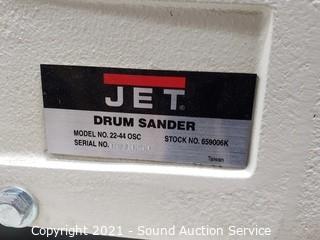 JET
DRUM SANDER
MODEL NO. 22-44 OSC STOCK NO. 659006K
SERIAL NO.
Taiwan
Copyright © 2021 - Sound Auction Service